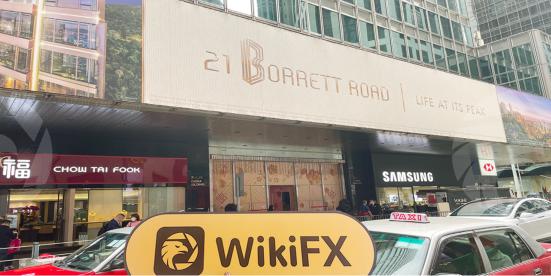 21 BORRETT ROAD | LIFE AT ITS PEAK
福 CHOW TAI FOOK
SAMSUNG
TAXI
WikiFX